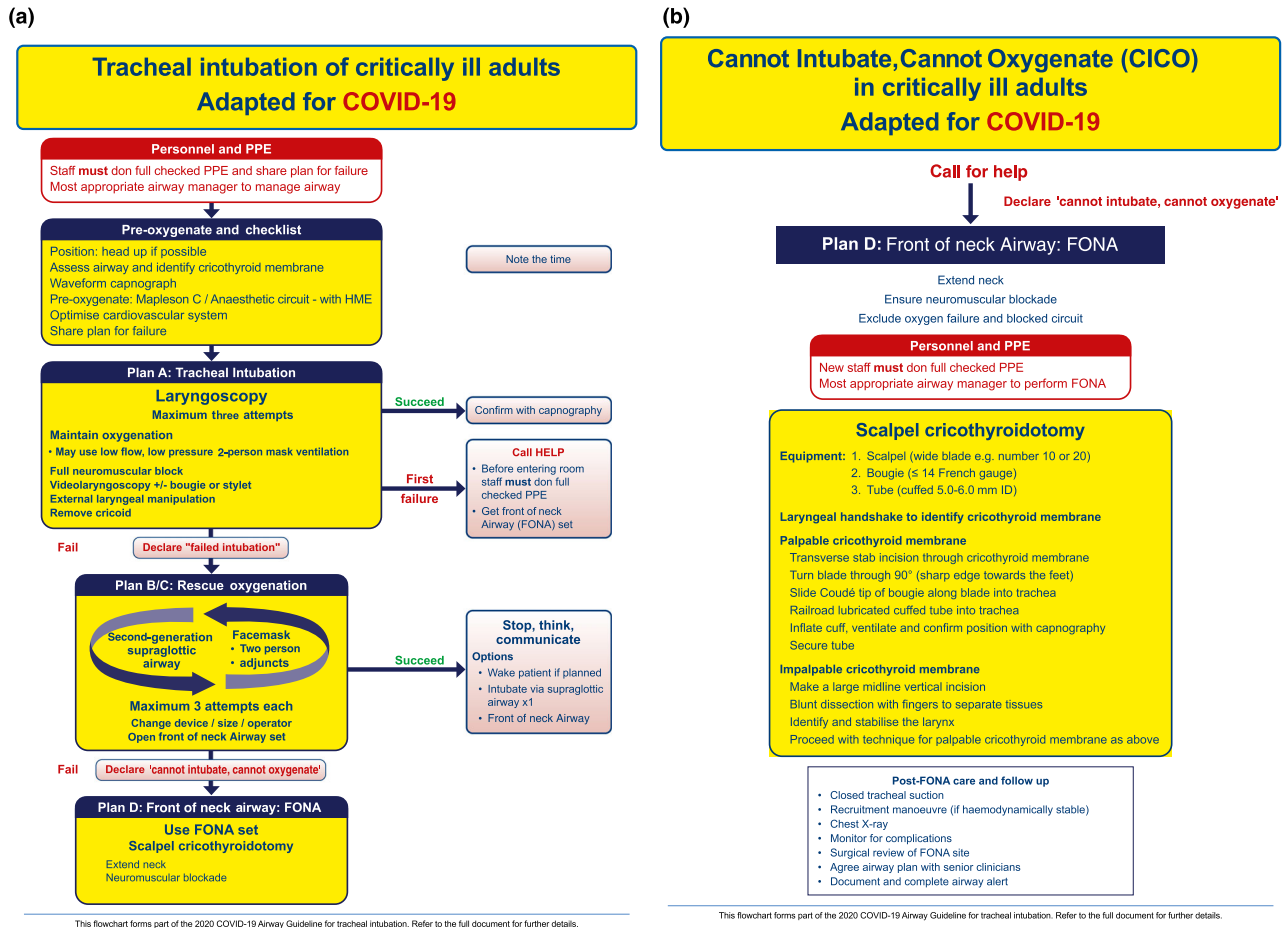 (a)
Tracheal intubation of critically ill adults
Adapted for COVID-19
Personnel and PPE
Staff must don full checked PPE and share plan for failure
Most appropriate airway manager to manage airway
Pre-oxygenate and checklist
Position: head up if possible
Assess airway and identify cricothyroid membrane
Waveform capnograph
Pre-oxygenate: Mapleson C / Anaesthetic circuit - with HME
Optimise cardiovascular system
Share plan for failure
Note the time
Plan A: Tracheal Intubation
Laryngoscopy
Maximum three attempts
Maintain oxygenation
• May use low flow, low pressure 2-person mask ventilation
Full neuromuscular block
Videolaryngoscopy +/- bougie or stylet
External laryngeal manipulation
Remove cricoid
Succeed
Confirm with capnography
First
failure
Call HELP
• Before entering room
staff must don full
checked PPE
• Get front of neck
Airway (FONA) set
Fail
Declare "failed intubation"
Plan B/C: Rescue oxygenation
Second-generation
supraglottic
airway
Facemask
• Two person
• adjuncts
Maximum 3 attempts each
Change device / size / operator
Open front of neck Airway set
Succeed
Stop, think,
communicate
Options
• Wake patient if planned
• Intubate via supraglottic
airway x1
• Front of neck Airway
Fail
Declare 'cannot intubate, cannot oxygenate'
Plan D: Front of neck airway: FONA
Use FONA set
Scalpel cricothyroidotomy
Extend neck
Neuromuscular blockade
This flowchart forms part of the 2020 COVID-19 Airway Guideline for tracheal intubation. Refer to the full document for further details.
(b)
Cannot Intubate,Cannot Oxygenate (CICO)
in critically ill adults
Adapted for COVID-19
Call for help
Declare 'cannot intubate, cannot oxygenate'
Plan D: Front of neck Airway: FONA
Extend neck
Ensure neuromuscular blockade
Exclude oxygen failure and blocked circuit
Personnel and PPE
New staff must don full checked PPE
Most appropriate airway manager to perform FONA
Scalpel cricothyroidotomy
Equipment: 1. Scalpel (wide blade e.g. number 10 or 20)
2. Bougie (≤ 14 French gauge)
3. Tube (cuffed 5.0-6.0 mm ID)
Laryngeal handshake to identify cricothyroid membrane
Palpable cricothyroid membrane
Transverse stab incision through cricothyroid membrane
Turn blade through 90° (sharp edge towards the feet)
Slide Coudé tip of bougie along blade into trachea
Railroad lubricated cuffed tube into trachea
Inflate cuff, ventilate and confirm position with capnography
Secure tube
Impalpable cricothyroid membrane
Make a large midline vertical incision
Blunt dissection with fingers to separate tissues
Identify and stabilise the larynx
Proceed with technique for palpable cricothyroid membrane as above
Post-FONA care and follow up
• Closed tracheal suction
• Recruitment manoeuvre (if haemodynamically stable)
• Chest X-ray
• Monitor for complications
• Surgical review of FONA site
• Agree airway plan with senior clinicians
• Document and complete airway alert
This flowchart forms part of the 2020 COVID-19 Airway Guideline for tracheal intubation. Refer to the full document for further details.